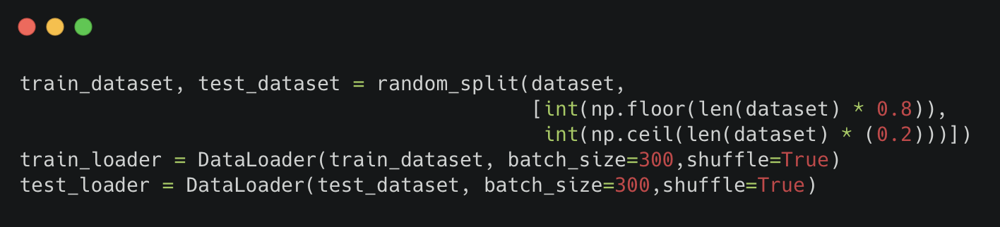 train_dataset, test_dataset = random_split(dataset,
[int(np.floor(len(dataset) * 0.8)),
int(np.ceil(len(dataset) * (0.2)))])
train_loader = DataLoader(train_dataset, batch_size=300,shuffle=True)
test_loader = DataLoader(test_dataset, batch_size=300,shuffle=True)